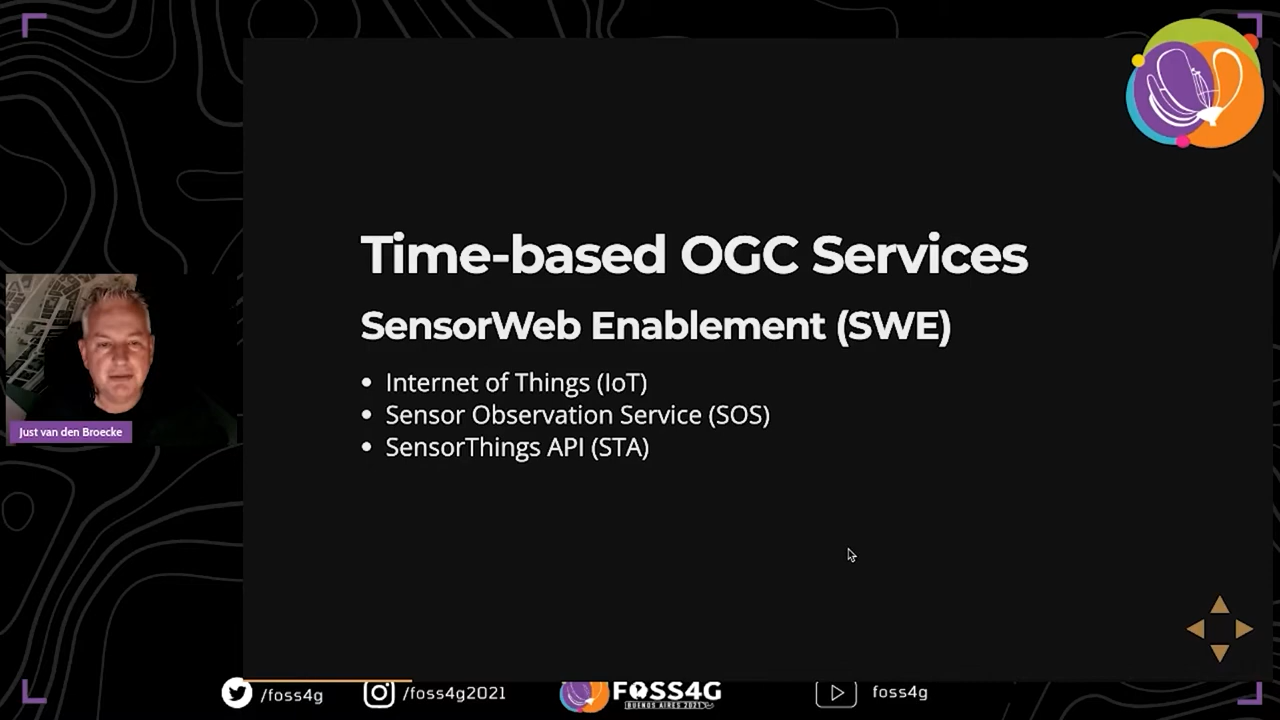 Time-based OGC Services
SensorWeb Enablement (SWE)
Internet of Things (IoT)
Sensor Observation Service (SOS)
SensorThings API (STA)
Just van den Broecke
/foss4g
/foss4g2021
FOSS4G
BUENOS AIRES 2021
foss4g